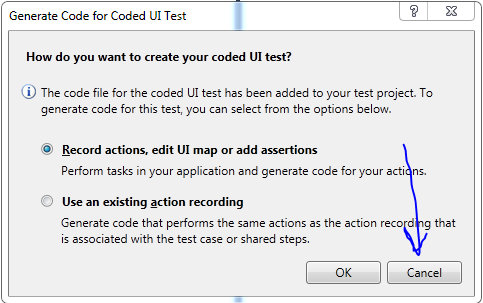 Generate Code for Coded UI Test
How do you want to create your coded UI test?
The code file for the coded UI test has been added to your test project. To
generate code for this test, you can select from the options below.
Record actions, edit UI map or add assertions
Perform tasks in your application and generate code for your actions.
Use an existing action recording
Generate code that performs the same actions as the action recording that
is associated with the test case or shared steps.
OK
Cancel